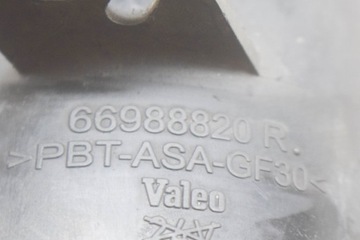 66988820 R.
>PBT-ASA-GF30<
Valeo